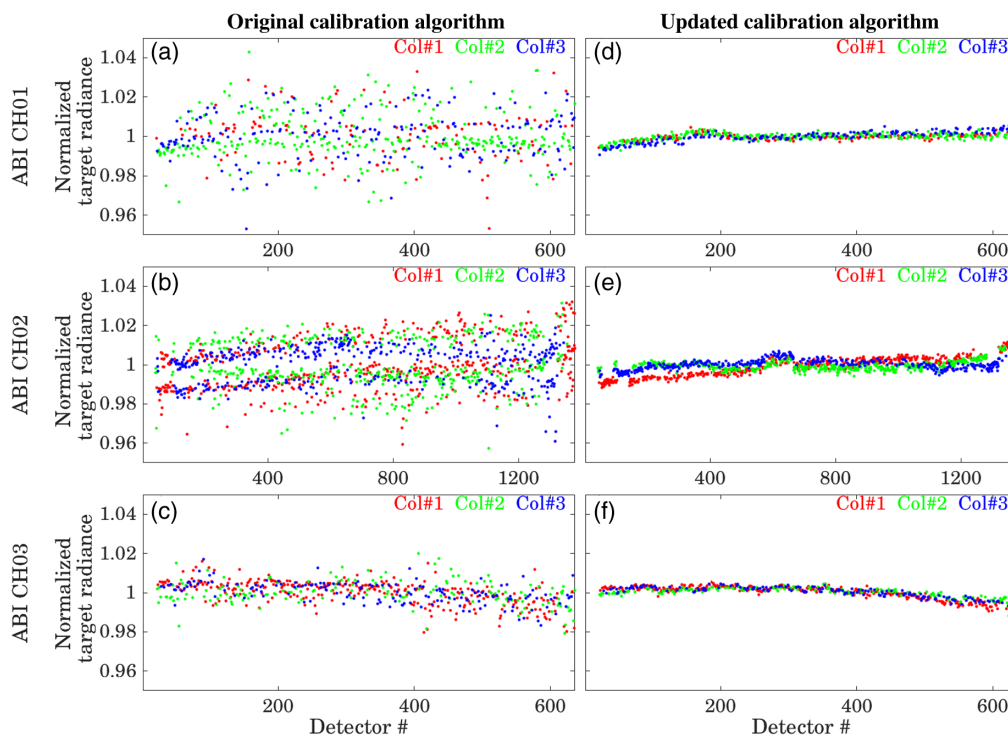 Original calibration algorithm
Updated calibration algorithm
ABI CH01
Normalized
target radiance
(a)
Col#1 Col#2 Col#3
1.04
1.02
1
0.98
0.96
200 400 600
(d)
Col#1 Col#2 Col#3
200 400 600
ABI CH02
Normalized
target radiance
(b)
Col#1 Col#2 Col#3
1.04
1.02
1
0.98
0.96
400 800 1200
(e)
Col#1 Col#2 Col#3
400 800 1200
ABI CH03
Normalized
target radiance
(c)
Col#1 Col#2 Col#3
1.04
1.02
1
0.98
0.96
200 400 600
Detector #
(f)
Col#1 Col#2 Col#3
200 400 600
Detector #